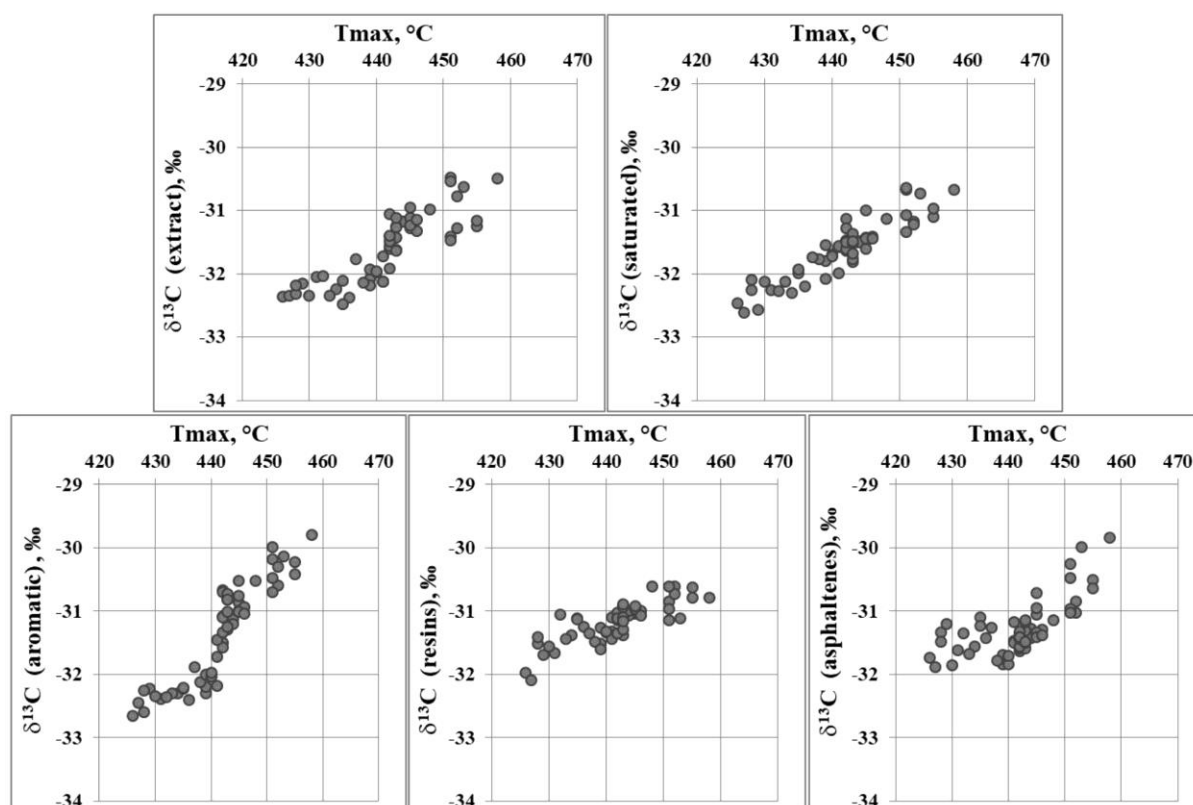 Tmax, °C
420 430 440 450 460 470
-29
-30
-31
-32
-33
-34
δ¹³C (extract), ‰
Tmax, °C
420 430 440 450 460 470
-29
-30
-31
-32
-33
-34
δ¹³C (saturated), ‰
Tmax, °C
420 430 440 450 460 470
-29
-30
-31
-32
-33
-34
δ¹³C (aromatic), ‰
Tmax, °C
420 430 440 450 460 470
-29
-30
-31
-32
-33
-34
δ¹³C (resins), ‰
Tmax, °C
420 430 440 450 460 470
-29
-30
-31
-32
-33
-34
δ¹³C (asphaltenes), ‰